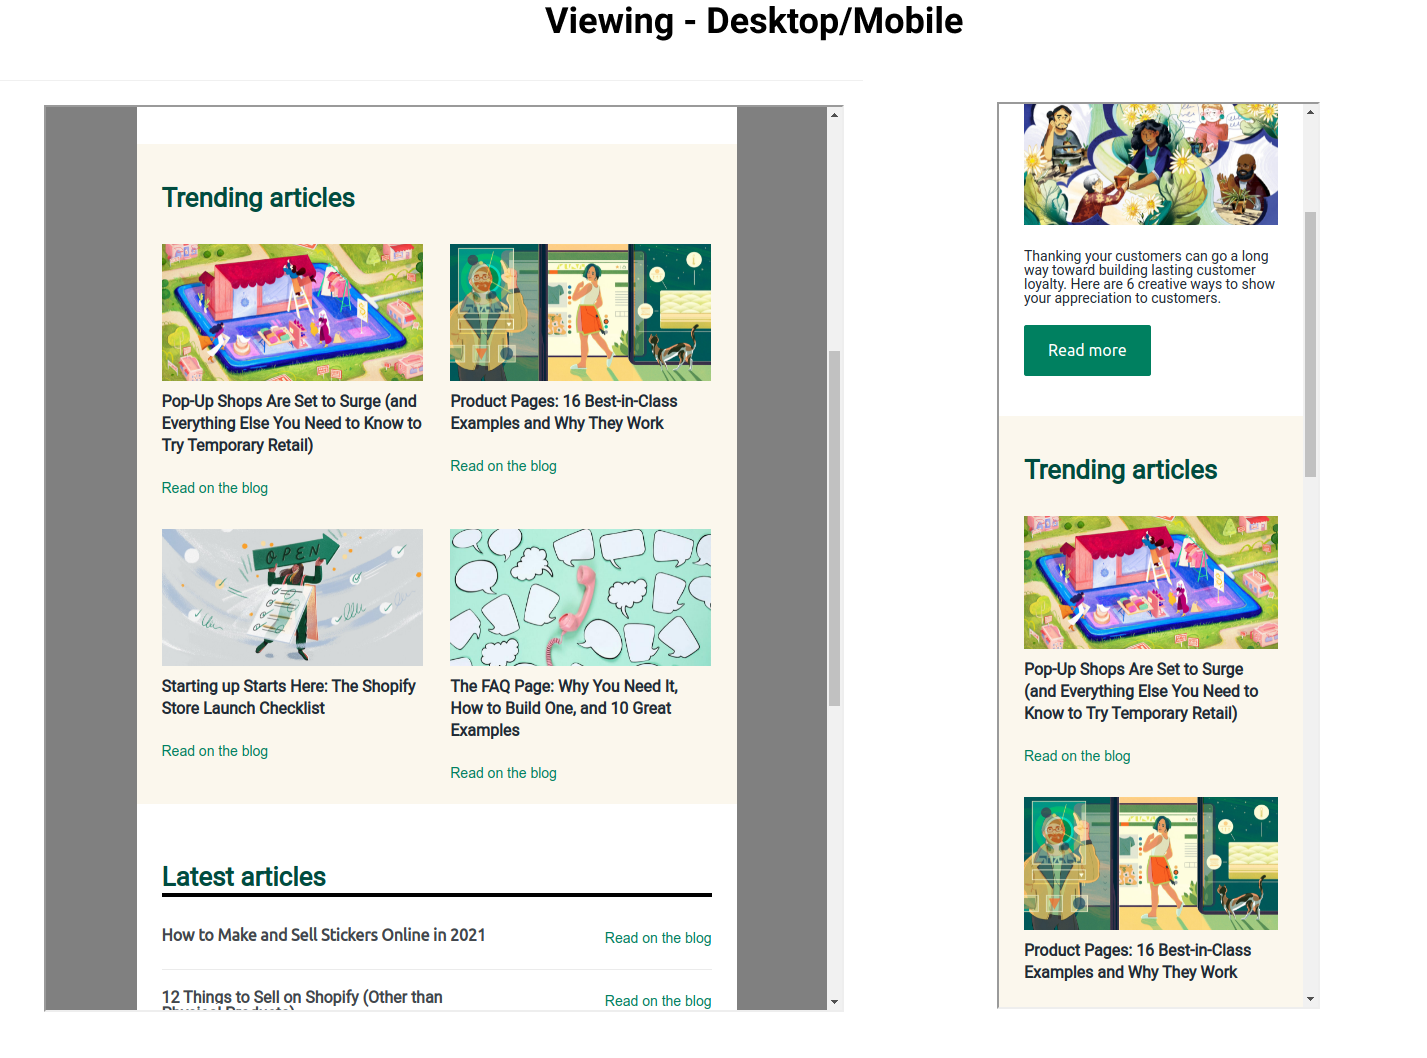 Viewing - Desktop/Mobile
Trending articles
Pop-Up Shops Are Set to Surge (and
Everything Else You Need to Know to
Try Temporary Retail)
Read on the blog
Product Pages: 16 Best-in-Class
Examples and Why They Work
Read on the blog
OPEN
Starting up Starts Here: The Shopify
Store Launch Checklist
Read on the blog
The FAQ Page: Why You Need It,
How to Build One, and 10 Great
Examples
Read on the blog
Latest articles
How to Make and Sell Stickers Online in 2021
Read on the blog
12 Things to Sell on Shopify (Other than
Read on the blog
Thanking your customers can go a long
way toward building lasting customer
loyalty. Here are 6 creative ways to show
your appreciation to customers.
Read more
Trending articles
Pop-Up Shops Are Set to Surge
(and Everything Else You Need to
Know to Try Temporary Retail)
Read on the blog
Product Pages: 16 Best-in-Class
Examples and Why They Work